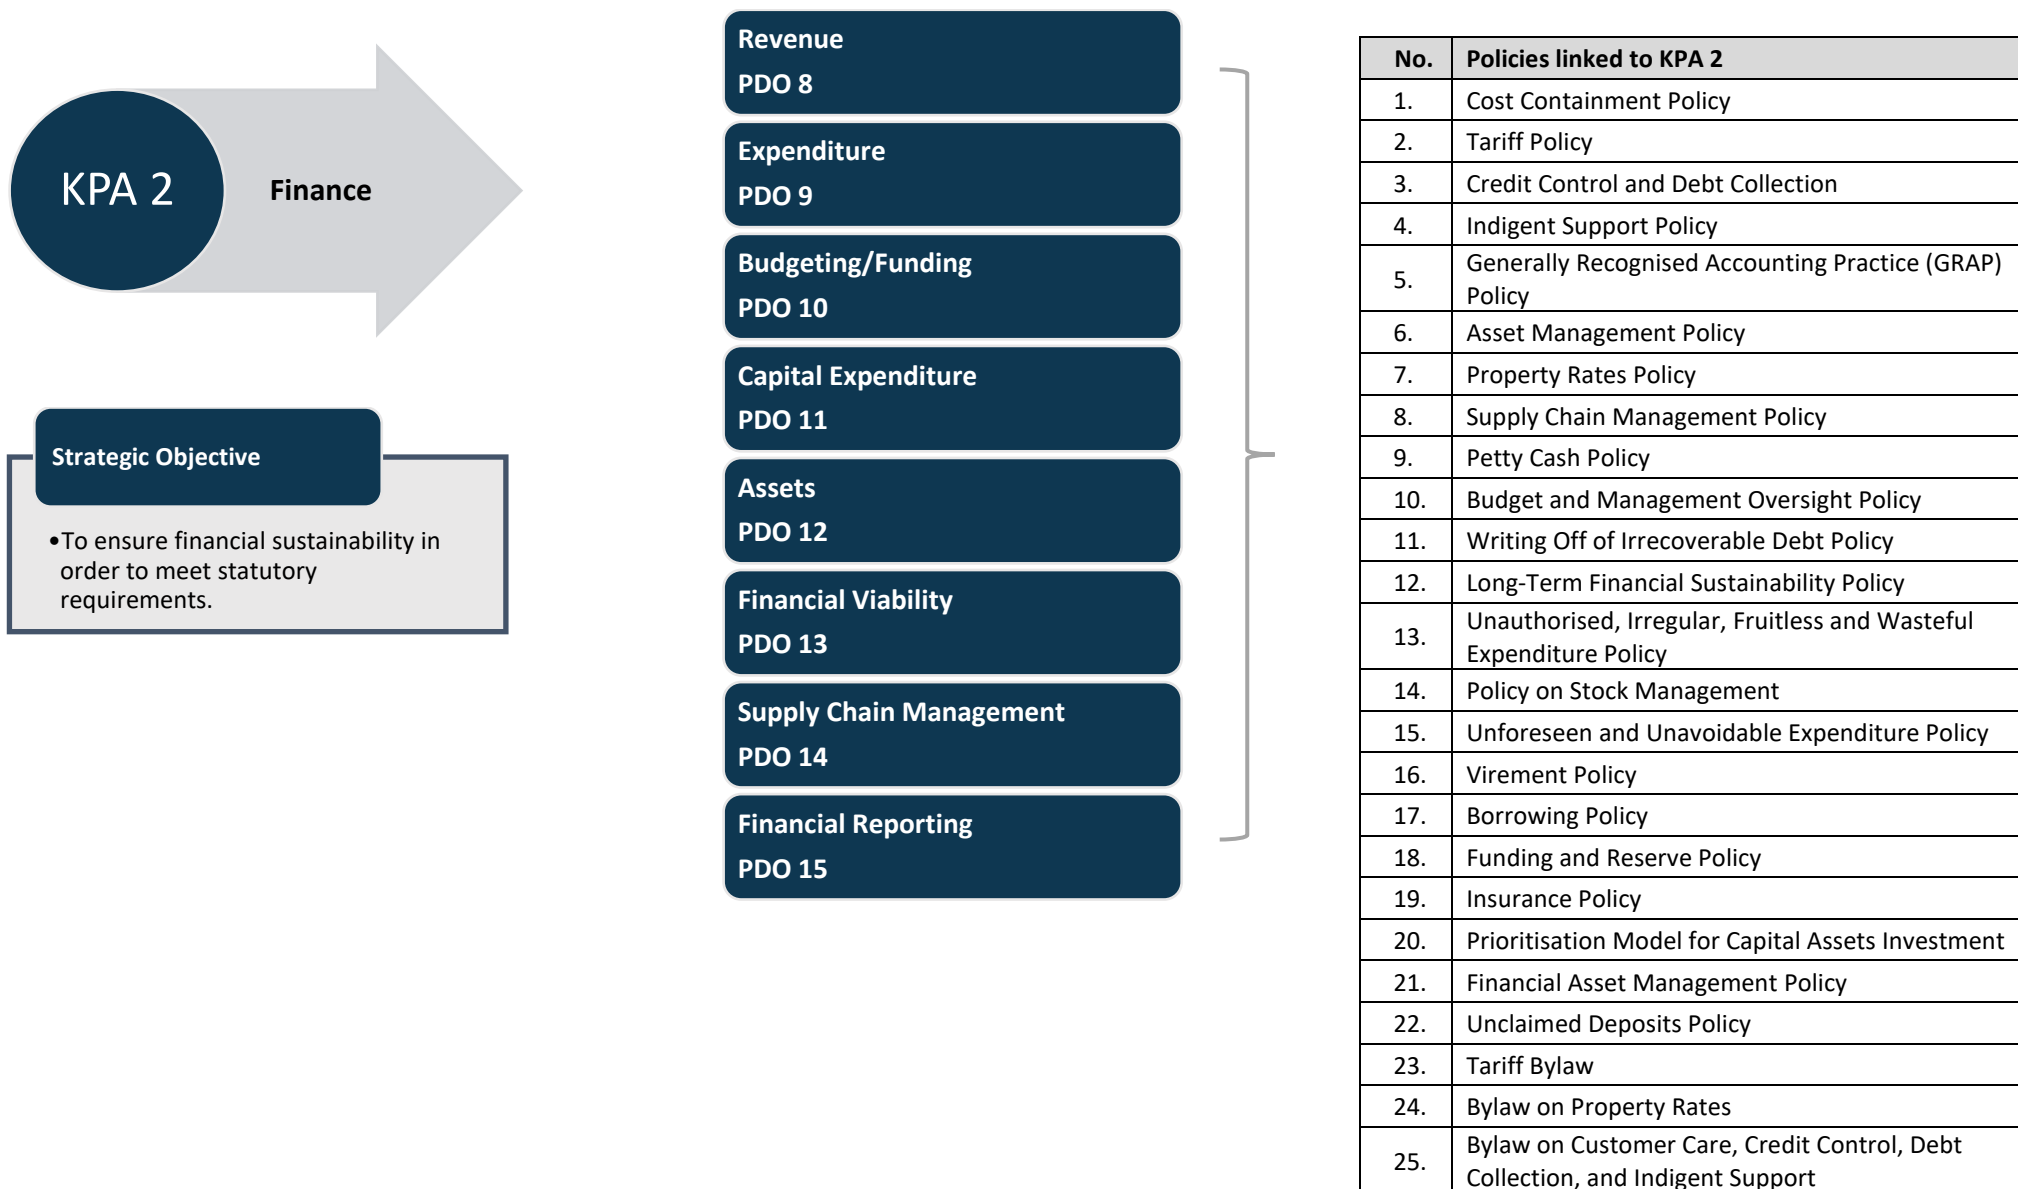 KPA 2
Finance
Strategic Objective
•To ensure financial sustainability in
order to meet statutory
requirements.
Revenue
PDO 8
Expenditure
PDO 9
Budgeting/Funding
PDO 10
Capital Expenditure
PDO 11
Assets
PDO 12
Financial Viability
PDO 13
Supply Chain Management
PDO 14
Financial Reporting
PDO 15
No. Policies linked to KPA 2
1. Cost Containment Policy
2. Tariff Policy
3. Credit Control and Debt Collection
4. Indigent Support Policy
5. Generally Recognised Accounting Practice (GRAP)
Policy
6. Asset Management Policy
7. Property Rates Policy
8. Supply Chain Management Policy
9. Petty Cash Policy
10. Budget and Management Oversight Policy
11. Writing Off of Irrecoverable Debt Policy
12. Long-Term Financial Sustainability Policy
13. Unauthorised, Irregular, Fruitless and Wasteful
Expenditure Policy
14. Policy on Stock Management
15. Unforeseen and Unavoidable Expenditure Policy
16. Virement Policy
17. Borrowing Policy
18. Funding and Reserve Policy
19. Insurance Policy
20. Prioritisation Model for Capital Assets Investment
21. Financial Asset Management Policy
22. Unclaimed Deposits Policy
23. Tariff Bylaw
24. Bylaw on Property Rates
25. Bylaw on Customer Care, Credit Control, Debt
Collection, and Indigent Support